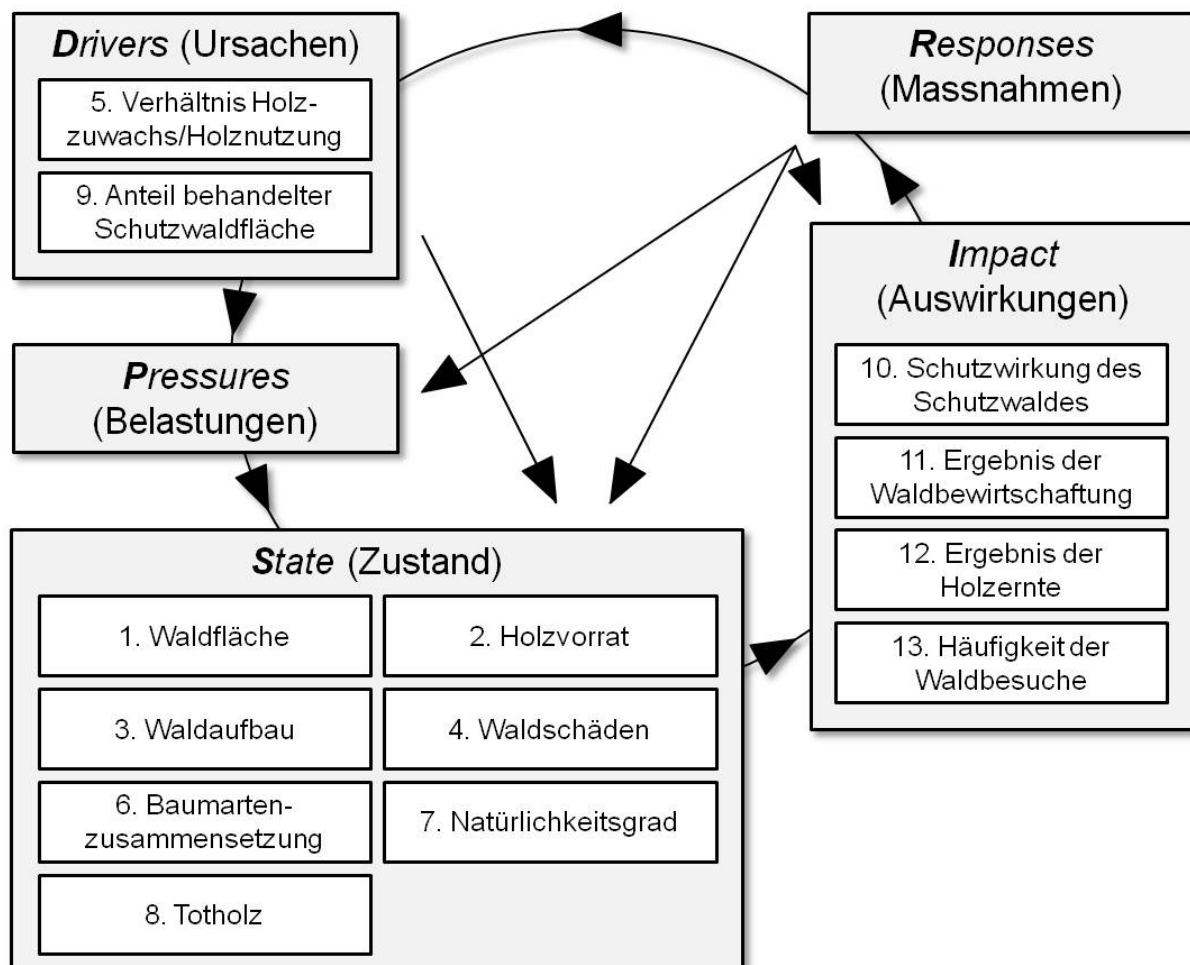 Drivers (Ursachen)
5. Verhältnis Holz-
zuwachs/Holznutzung
9. Anteil behandelter
Schutzwaldfläche
Responses
(Massnahmen)
Pressures
(Belastungen)
Impact
(Auswirkungen)
10. Schutzwirkung des
Schutzwaldes
11. Ergebnis der
Waldbewirtschaftung
12. Ergebnis der
Holzernte
13. Häufigkeit der
Waldbesuche
State (Zustand)
1. Waldfläche
2. Holzvorrat
3. Waldaufbau
4. Waldschäden
6. Baumarten-
zusammensetzung
7. Natürlichkeitsgrad
8. Totholz